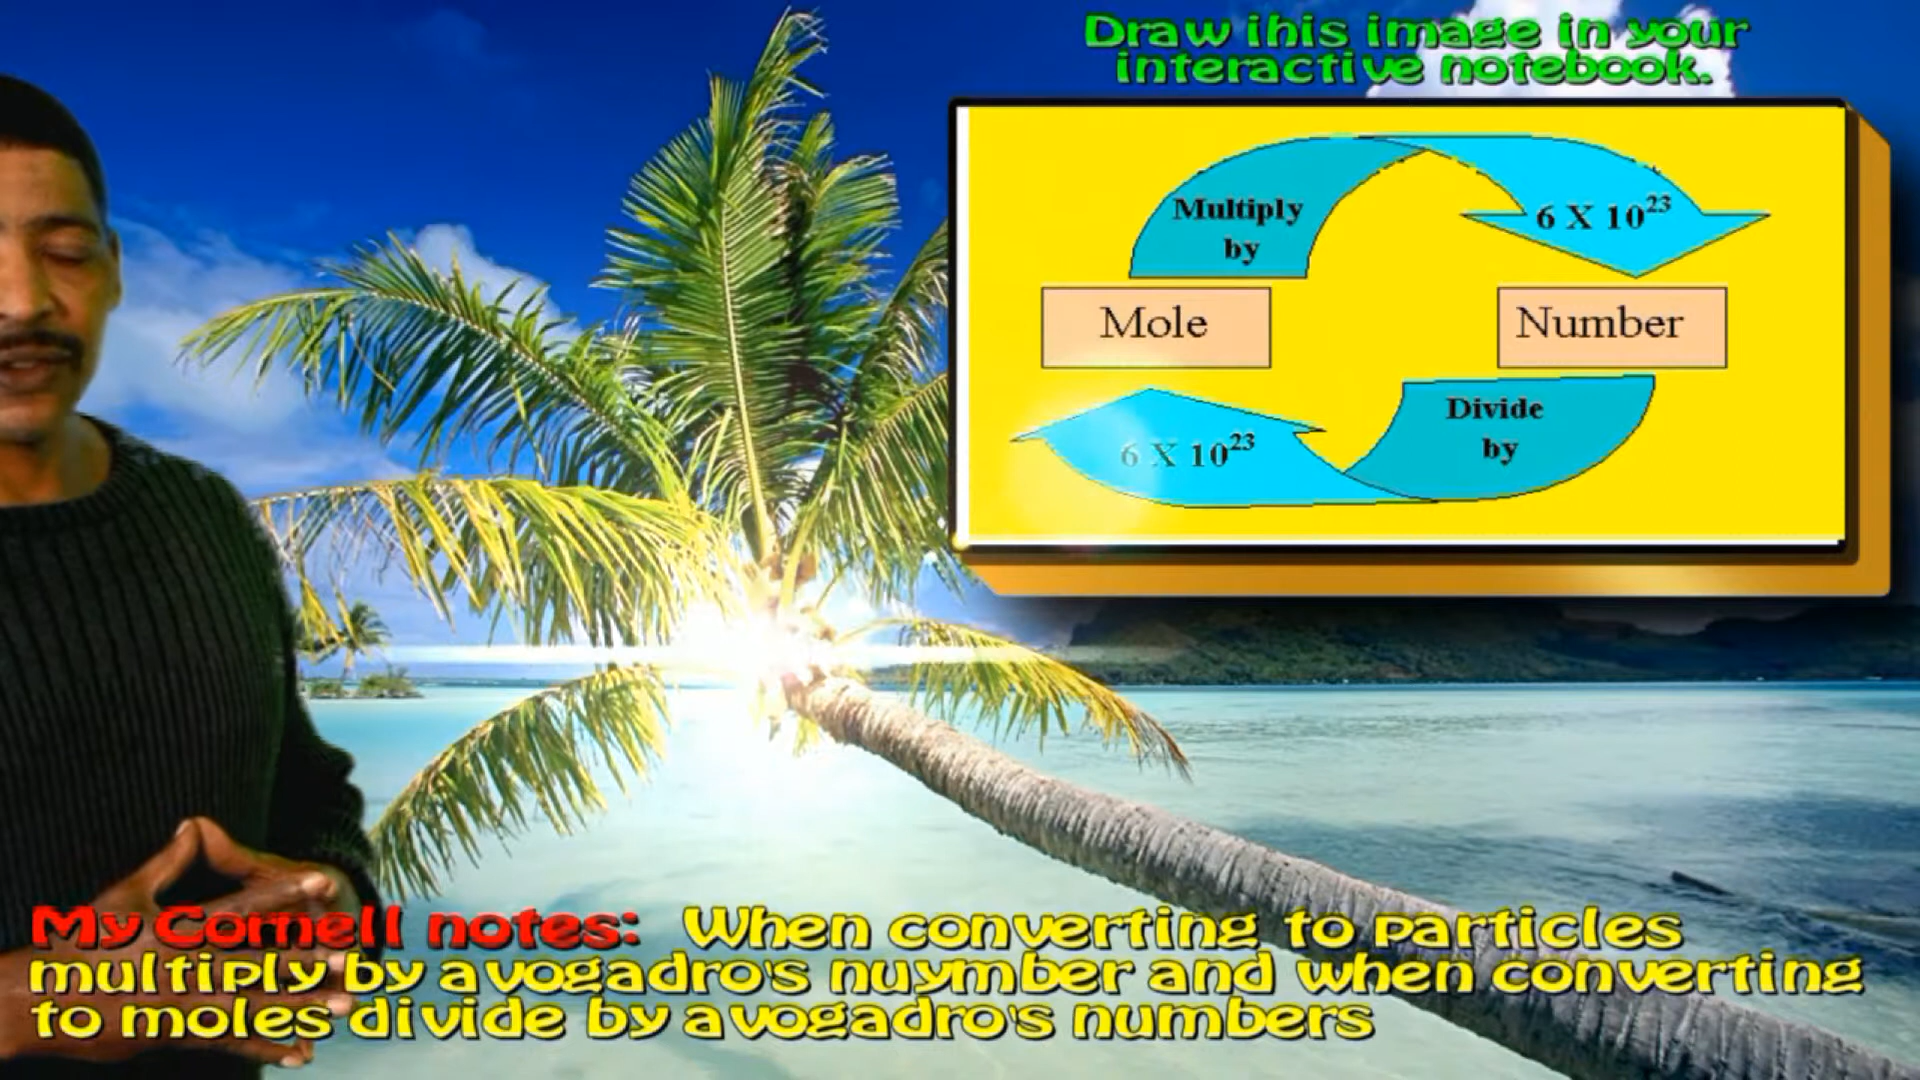 Draw ihis image in your
interactive notebook.
Multiply
by
6 X 10²³
Mole
Number
Divide
by
6 X 10²³
My Cornell notes: When converting to particles
multiply by avogadro's nuymber and when converting
to moles divide by avogadro's numbers